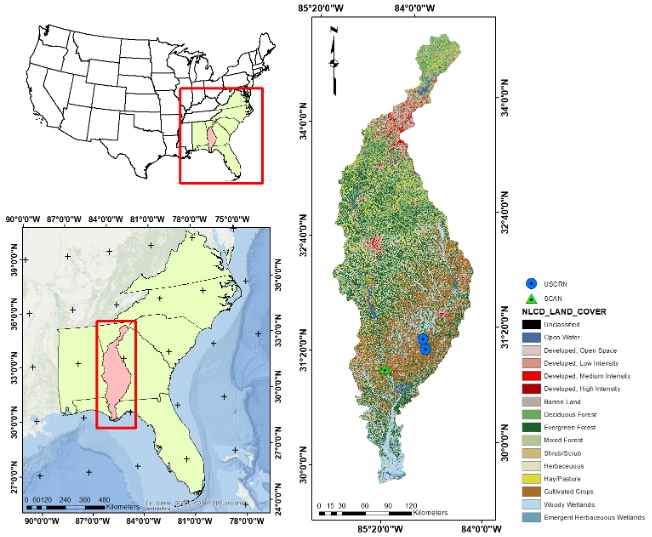 85°20'0"W 84°0'0"W
N
34°0'0"N
34°0'0"N
32°40'0"N
32°40'0"N
31°20'0"N
31°20'0"N
30°0'0"N
30°0'0"N
85°20'0"W 84°0'0"W
0 15 30 60 90 120
Kilometers
90°0'0"W 87°0'0"W 84°0'0"W 81°0'0"W 78°0'0"W 75°0'0"W
39°0'0"N
36°0'0"N
33°0'0"N
30°0'0"N
27°0'0"N
36°0'0"N
33°0'0"N
30°0'0"N
27°0'0"N
24°0'0"N
0 60 120 240 360 480
Kilometers
90°0'0"W 87°0'0"W 84°0'0"W 81°0'0"W 78°0'0"W
USCRN
SCAN
NLCD_LAND_COVER
Unclassified
Open Water
Developed, Open Space
Developed, Low Intensity
Developed, Medium Intensity
Developed, High Intensity
Barren Land
Deciduous Forest
Evergreen Forest
Mixed Forest
Shrub/Scrub
Herbaceous
Hay/Pasture
Cultivated Crops
Woody Wetlands
Emergent Herbaceous Wetlands